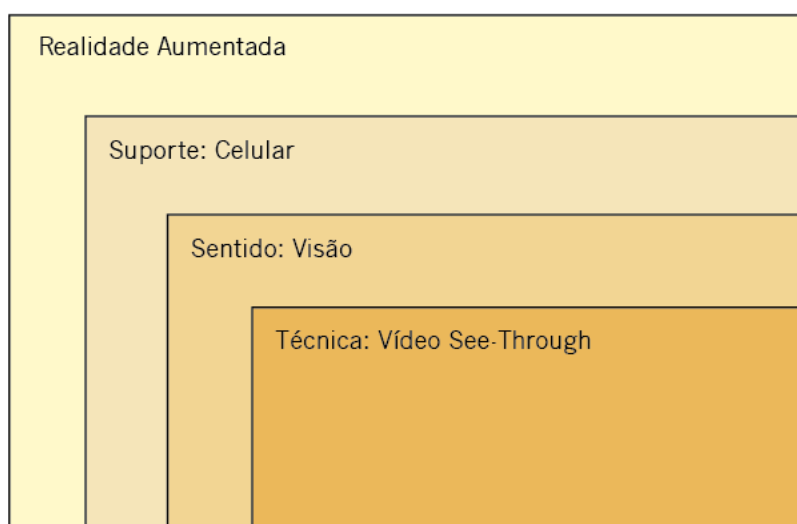 Realidade Aumentada
Suporte: Celular
Sentido: Visão
Técnica: Vídeo See-Through